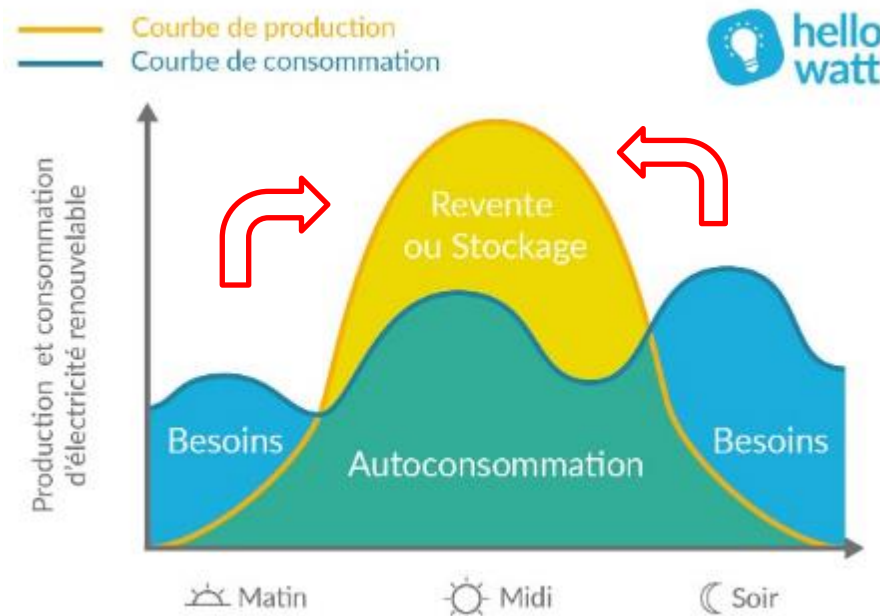 Courbe de production
Courbe de consommation
hello
watt
Production et consommation
d'électricité renouvelable
Revente
ou Stockage
Besoins
Autoconsommation
Besoins
Matin
Midi
Soir